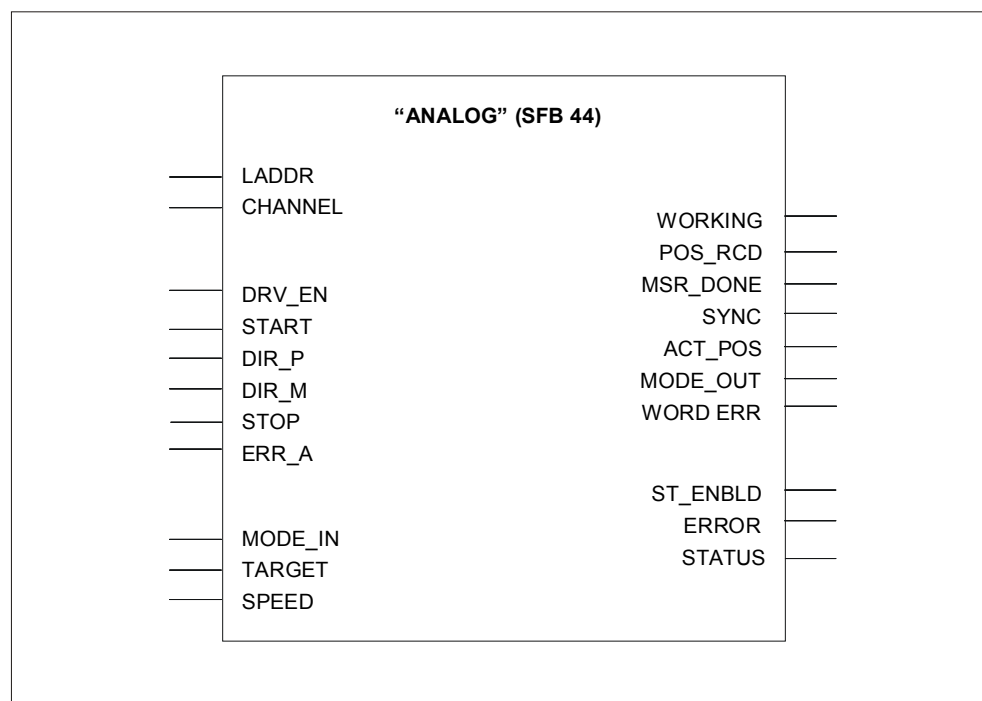 “ANALOG” (SFB 44)
LADDR
CHANNEL
DRV_EN
START
DIR_P
DIR_M
STOP
ERR_A
MODE_IN
TARGET
SPEED
WORKING
POS_RCD
MSR_DONE
SYNC
ACT_POS
MODE_OUT
WORD ERR
ST_ENBLD
ERROR
STATUS